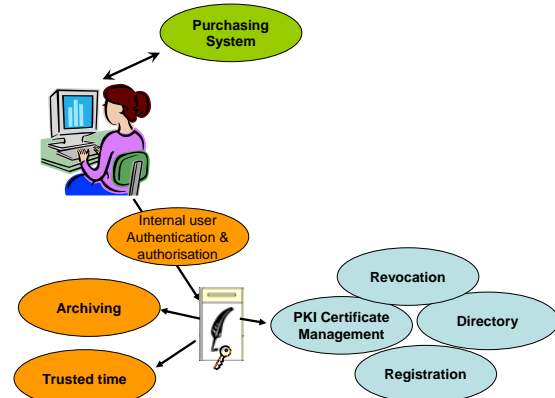 Purchasing
System
Internal user
Authentication &
authorisation
Revocation
Archiving
PKI Certificate
Management
Directory
Trusted time
Registration